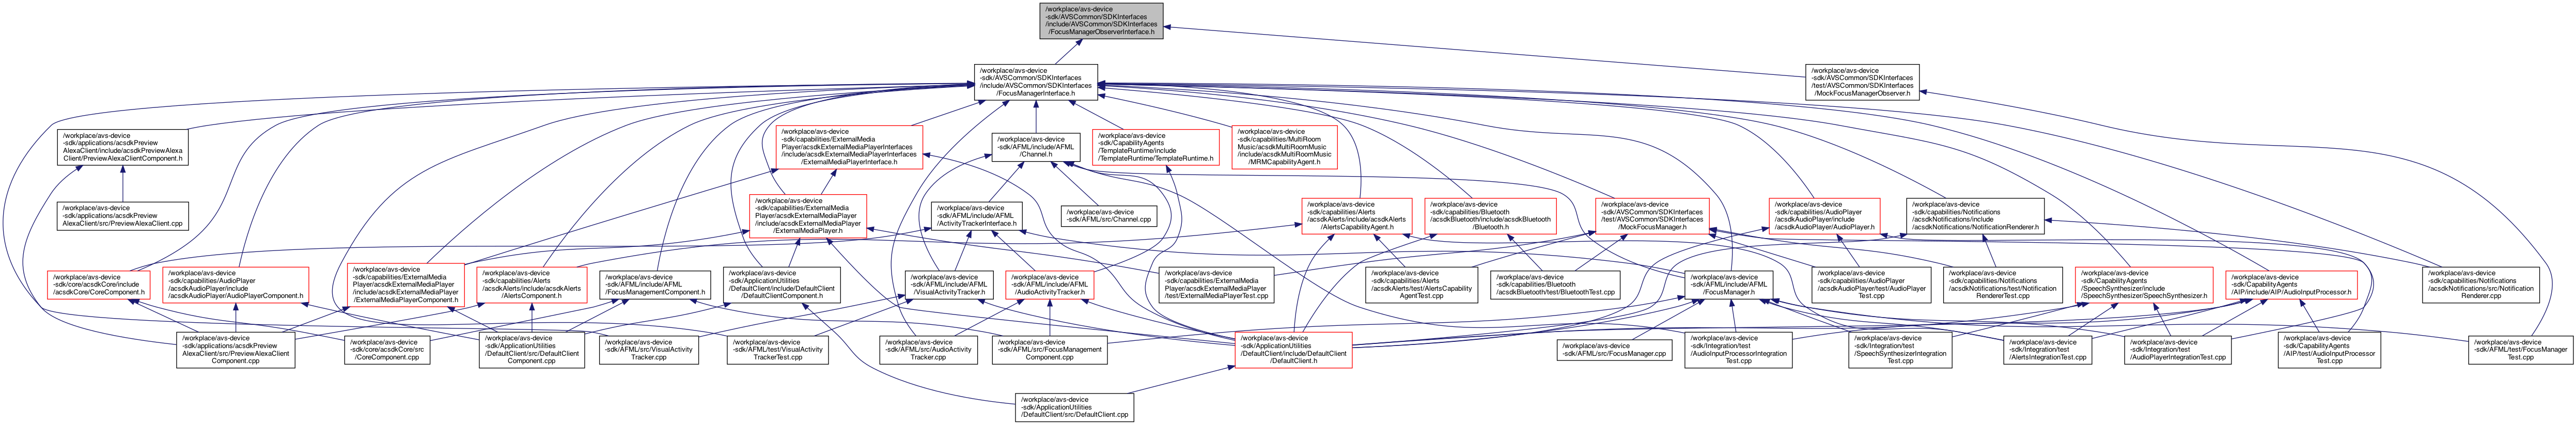 /workplace/avs-device
-sdk/AVSCommon/SDKInterfaces
/include/AVSCommon/SDKInterfaces
/FocusManagerObserverInterface.h
/workplace/avs-device
-sdk/AVSCommon/SDKInterfaces
/include/AVSCommon/SDKInterfaces
/FocusManagerInterface.h
/workplace/avs-device
-sdk/AVSCommon/SDKInterfaces
/test/AVSCommon/SDKInterfaces
/MockFocusManagerObserver.h
/workplace/avs-device
-sdk/applications/acsdkPreview
AlexaClient/include/acsdkPreviewAlexa
Client/PreviewAlexaClientComponent.h
/workplace/avs-device
-sdk/capabilities/ExternalMedia
Player/acsdkExternalMediaPlayerInterfaces
/include/acsdkExternalMediaPlayerInterfaces
/ExternalMediaPlayerInterface.h
/workplace/avs-device
-sdk/AFML/include/AFML
/Channel.h
/workplace/avs-device
-sdk/CapabilityAgents
/TemplateRuntime/include
/TemplateRuntime/TemplateRuntime.h
/workplace/avs-device
-sdk/capabilities/MultiRoom
Music/acsdkMultiRoomMusic
/include/acsdkMultiRoomMusic
/MRMCapabilityAgent.h
/workplace/avs-device
-sdk/applications/acsdkPreview
AlexaClient/src/PreviewAlexaClient.cpp
/workplace/avs-device
-sdk/capabilities/ExternalMedia
Player/acsdkExternalMediaPlayer
/include/acsdkExternalMediaPlayer
/ExternalMediaPlayer.h
/workplace/avs-device
-sdk/AFML/include/AFML
/ActivityTrackerInterface.h
/workplace/avs-device
-sdk/AFML/src/Channel.cpp
/workplace/avs-device
-sdk/capabilities/Alerts
/acsdkAlerts/include/acsdkAlerts
/AlertsCapabilityAgent.h
/workplace/avs-device
-sdk/capabilities/Bluetooth
/acsdkBluetooth/include/acsdkBluetooth
/Bluetooth.h
/workplace/avs-device
-sdk/AVSCommon/SDKInterfaces
/test/AVSCommon/SDKInterfaces
/MockFocusManager.h
/workplace/avs-device
-sdk/capabilities/AudioPlayer
/acsdkAudioPlayer/include
/acsdkAudioPlayer/AudioPlayer.h
/workplace/avs-device
-sdk/capabilities/Notifications
/acsdkNotifications/include
/acsdkNotifications/NotificationRenderer.h
/workplace/avs-device
-sdk/core/acsdkCore/include
/acsdkCore/CoreComponent.h
/workplace/avs-device
-sdk/capabilities/AudioPlayer
/acsdkAudioPlayer/include
/acsdkAudioPlayer/AudioPlayerComponent.h
/workplace/avs-device
-sdk/capabilities/ExternalMedia
Player/acsdkExternalMediaPlayer
/include/acsdkExternalMediaPlayer
/ExternalMediaPlayerComponent.h
/workplace/avs-device
-sdk/capabilities/Alerts
/acsdkAlerts/include/acsdkAlerts
/AlertsComponent.h
/workplace/avs-device
-sdk/AFML/include/AFML
/FocusManagementComponent.h
/workplace/avs-device
-sdk/ApplicationUtilities
/DefaultClient/include/DefaultClient
/DefaultClientComponent.h
/workplace/avs-device
-sdk/AFML/include/AFML
/VisualActivityTracker.h
/workplace/avs-device
-sdk/AFML/include/AFML
/AudioActivityTracker.h
/workplace/avs-device
-sdk/capabilities/ExternalMedia
Player/acsdkExternalMediaPlayer
/test/ExternalMediaPlayerTest.cpp
/workplace/avs-device
-sdk/capabilities/Alerts
/acsdkAlerts/test/AlertsCapability
AgentTest.cpp
/workplace/avs-device
-sdk/capabilities/Bluetooth
/acsdkBluetooth/test/BluetoothTest.cpp
/workplace/avs-device
-sdk/AFML/include/AFML
/FocusManager.h
/workplace/avs-device
-sdk/capabilities/AudioPlayer
/acsdkAudioPlayer/test/AudioPlayer
Test.cpp
/workplace/avs-device
-sdk/capabilities/Notifications
/acsdkNotifications/test/Notification
RendererTest.cpp
/workplace/avs-device
-sdk/CapabilityAgents
/SpeechSynthesizer/include
/SpeechSynthesizer/SpeechSynthesizer.h
/workplace/avs-device
-sdk/CapabilityAgents
/AIP/include/AIP/AudioInputProcessor.h
/workplace/avs-device
-sdk/capabilities/Notifications
/acsdkNotifications/src/Notification
Renderer.cpp
/workplace/avs-device
-sdk/applications/acsdkPreview
AlexaClient/src/PreviewAlexaClient
Component.cpp
/workplace/avs-device
-sdk/core/acsdkCore/src
/CoreComponent.cpp
/workplace/avs-device
-sdk/ApplicationUtilities
/DefaultClient/src/DefaultClient
Component.cpp
/workplace/avs-device
-sdk/AFML/src/VisualActivity
Tracker.cpp
/workplace/avs-device
-sdk/AFML/test/VisualActivity
TrackerTest.cpp
/workplace/avs-device
-sdk/AFML/src/AudioActivity
Tracker.cpp
/workplace/avs-device
-sdk/AFML/src/FocusManagement
Component.cpp
/workplace/avs-device
-sdk/ApplicationUtilities
/DefaultClient/include/DefaultClient
/DefaultClient.h
/workplace/avs-device
-sdk/AFML/src/FocusManager.cpp
/workplace/avs-device
-sdk/Integration/test
/AudioInputProcessorIntegration
Test.cpp
/workplace/avs-device
-sdk/Integration/test
/SpeechSynthesizerIntegration
Test.cpp
/workplace/avs-device
-sdk/Integration/test
/AlertsIntegrationTest.cpp
/workplace/avs-device
-sdk/Integration/test
/AudioPlayerIntegrationTest.cpp
/workplace/avs-device
-sdk/CapabilityAgents
/AIP/test/AudioInputProcessor
Test.cpp
/workplace/avs-device
-sdk/AFML/test/FocusManager
Test.cpp
/workplace/avs-device
-sdk/ApplicationUtilities
/DefaultClient/src/DefaultClient.cpp